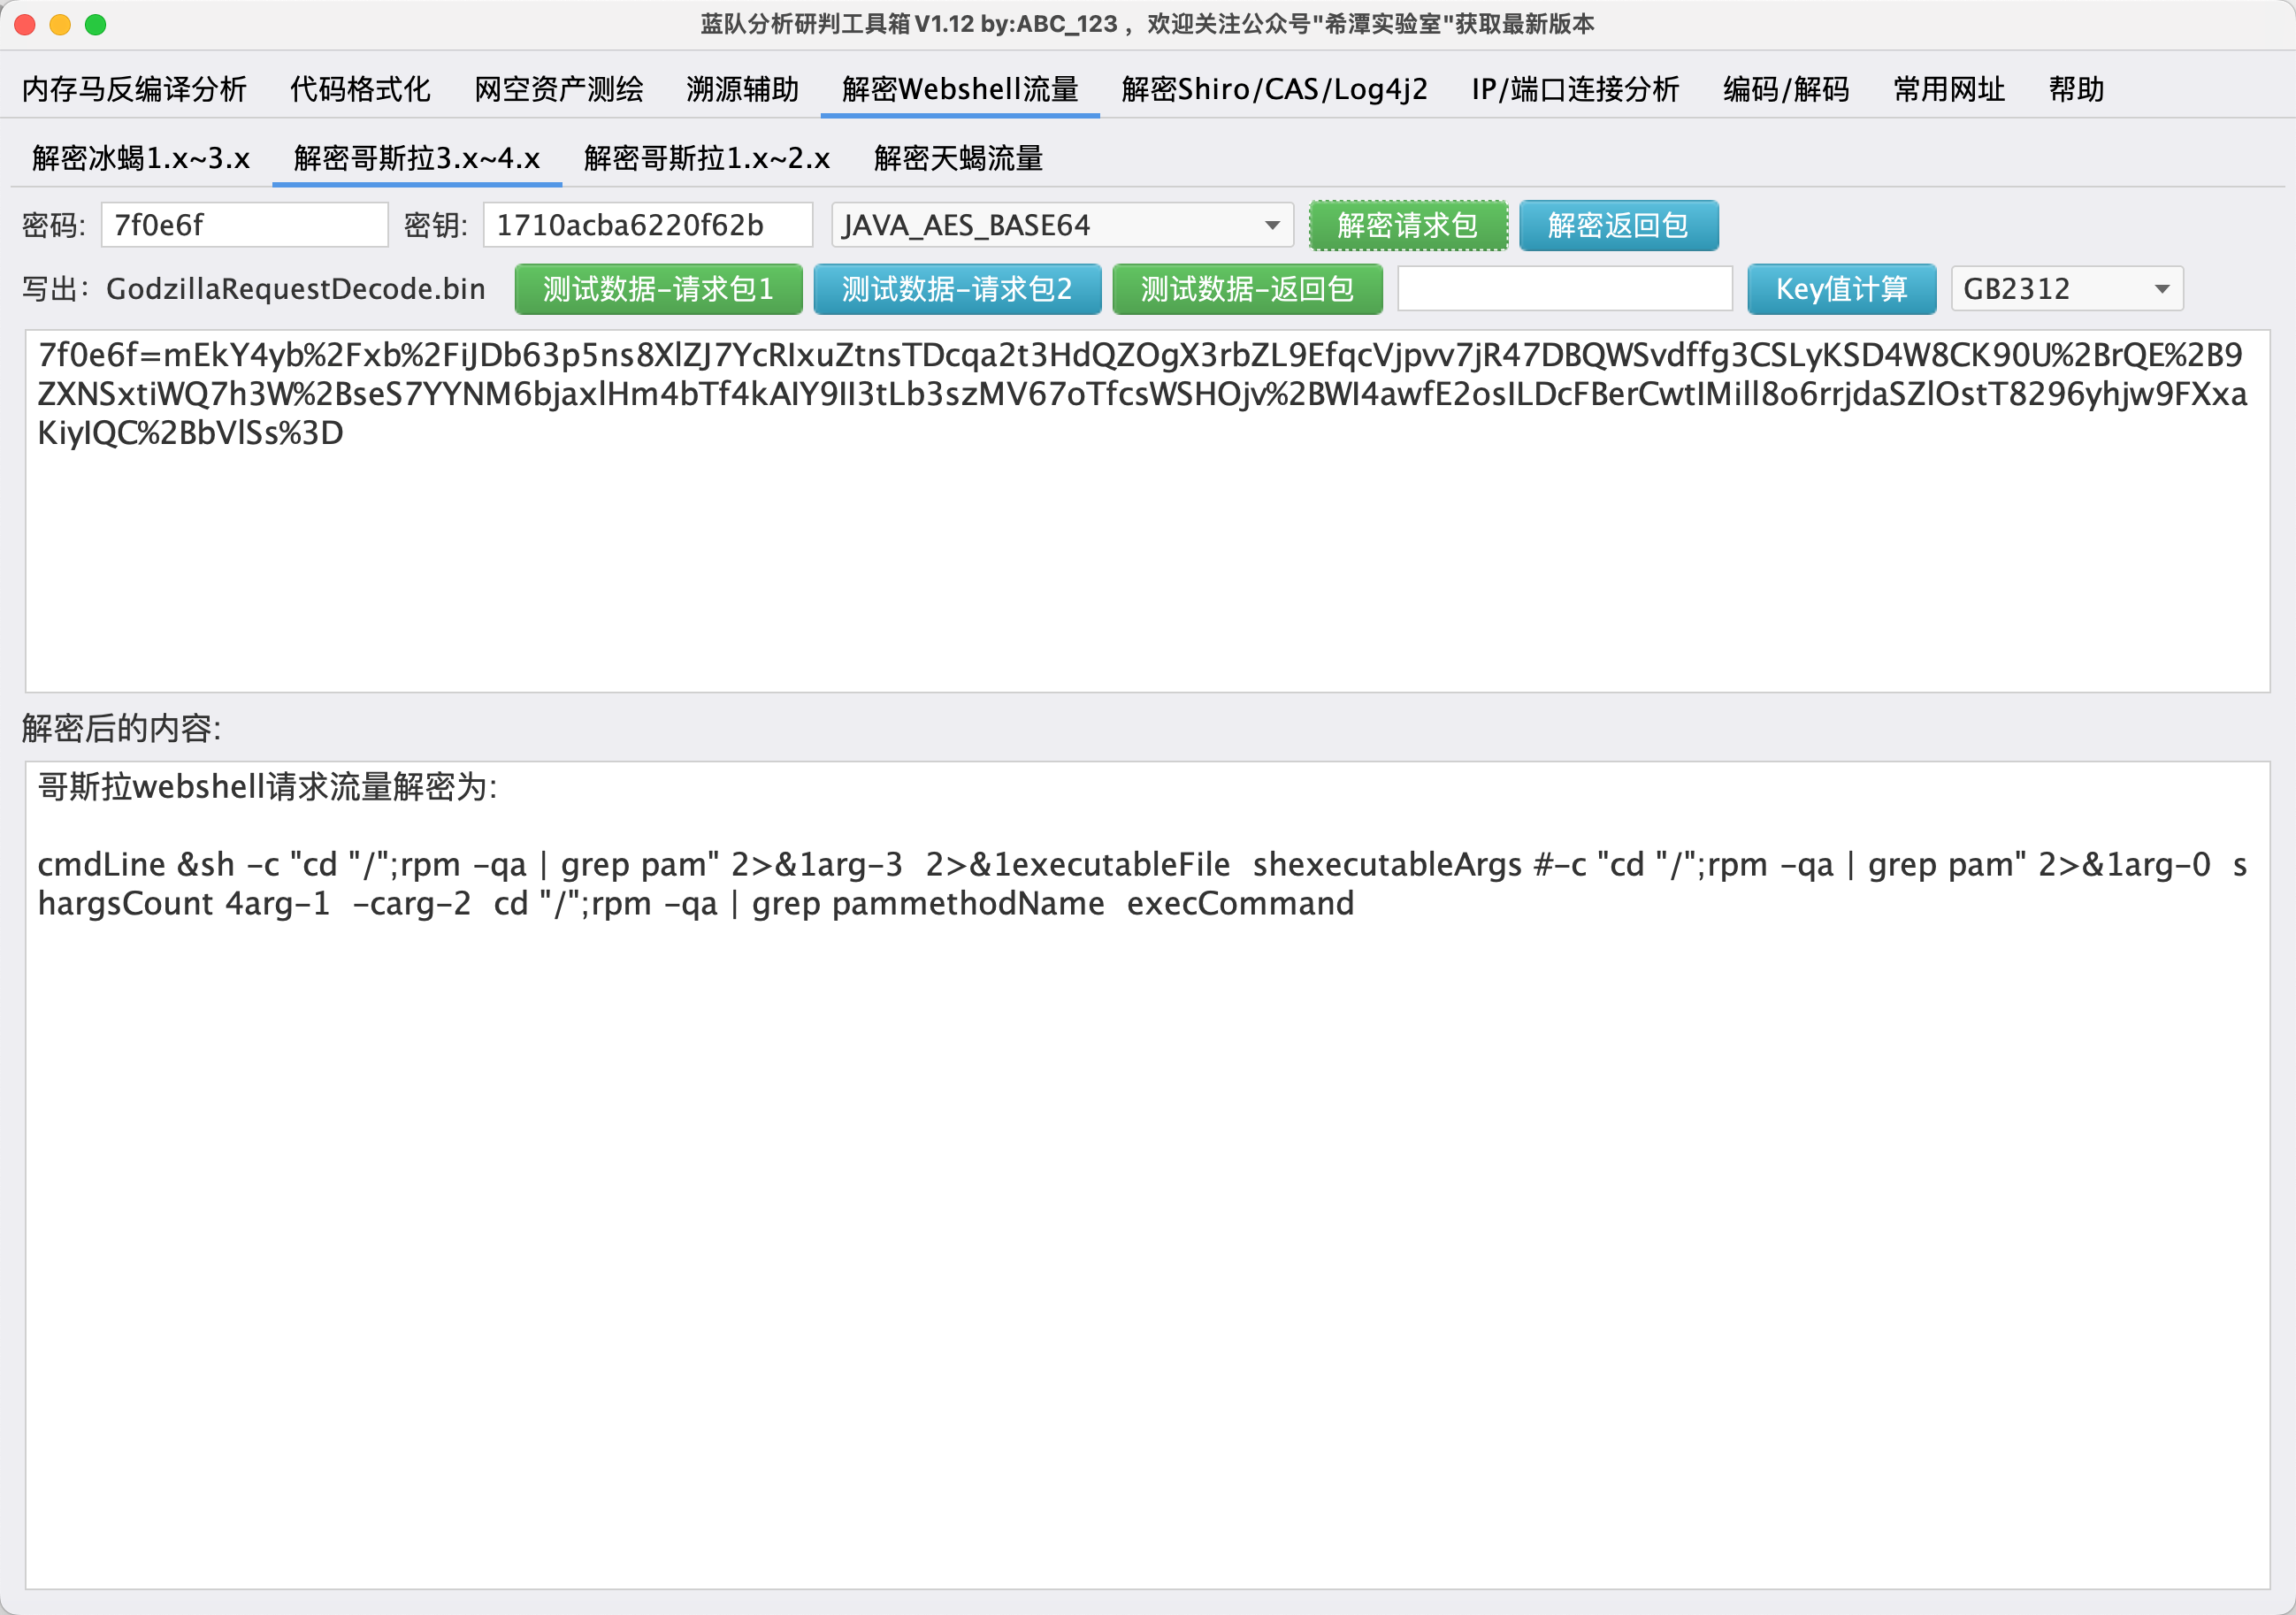 蓝队分析研判工具箱V1.12 by:ABC_123 ，欢迎关注公众号"希潭实验室"获取最新版本
内存马反编译分析 代码格式化 网空资产测绘 溯源辅助 解密Webshell流量 解密Shiro/CAS/Log4j2 IP/端口连接分析 编码/解码 常用网址 帮助
解密冰蝎1.x~3.x 解密哥斯拉3.x~4.x 解密哥斯拉1.x~2.x 解密天蝎流量
密码: 7f0e6f 密钥: 1710acba6220f62b JAVA_AES_BASE64 解密请求包 解密返回包
写出: GodzillaRequestDecode.bin 测试数据-请求包1 测试数据-请求包2 测试数据-返回包 Key值计算 GB2312
7f0e6f=mEkY4yb%2Fxb%2FiJDb63p5ns8XlZJ7YcRIxuZtnsTDcqa2t3HdQZOgX3rbZL9EfqcVjpvv7jR47DBQWSvdffg3CSLyKSD4W8CK90U%2BrQE%2B9
ZXNSxtiWQ7h3W%2BseS7YYNM6bjaxlHm4bTf4kAIY9II3tLb3szMV67oTfcsWSHOjv%2BWI4awfE2osILDcFBerCwtIMill8o6rrjdaSZlOstT8296yhjw9FXxa
KiyIQC%2BbVlSs%3D
解密后的内容:
哥斯拉webshell请求流量解密为:
cmdLine &sh -c "cd "/";rpm -qa | grep pam" 2>&1arg-3  2>&1executableFile  shexecutableArgs #-c "cd "/";rpm -qa | grep pam" 2>&1arg-0  s
hargsCount 4arg-1  -carg-2  cd "/";rpm -qa | grep pammethodName  execCommand